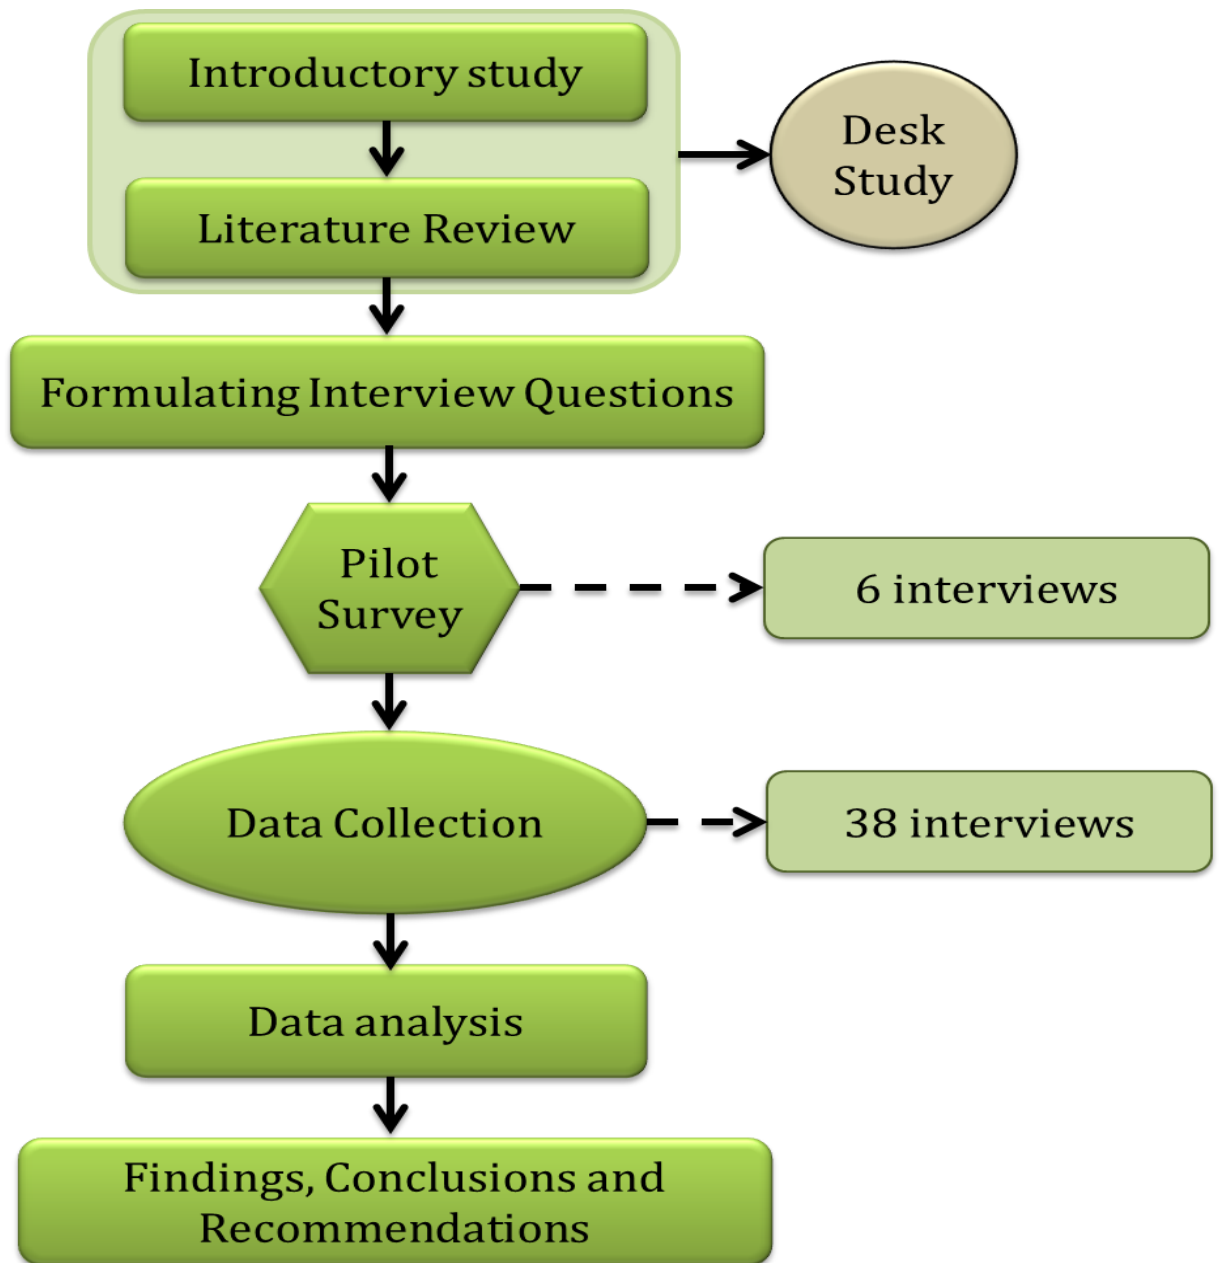 Introductory study
Desk
Study
Literature Review
Formulating Interview Questions
Pilot
Survey
6 interviews
Data Collection
38 interviews
Data analysis
Findings, Conclusions and
Recommendations